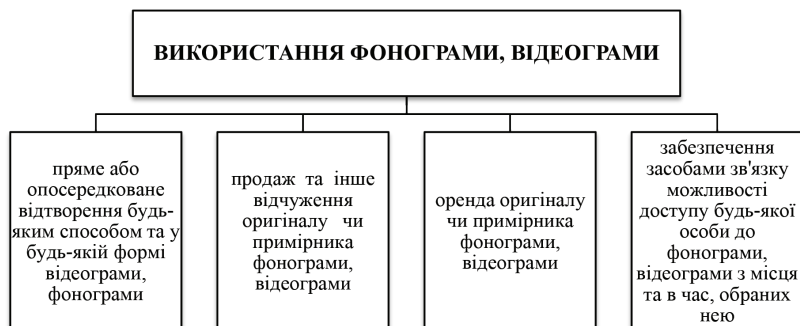 ВИКОРИСТАННЯ ФОНОГРАМИ, ВІДЕОГРАМИ
пряме або
опосередковане
відтворення будь-
яким способом та у
будь-якій формі
відеограми,
фонограми
продаж та інше
відчуження
оригіналу чи
примірника
фонограми,
відеограми
оренда оригіналу
чи примірника
фонограми,
відеограми
забезпечення
засобами зв'язку
можливості
доступу будь-якої
особи до
фонограми,
відеограми з місця
та в час, обраних
нею